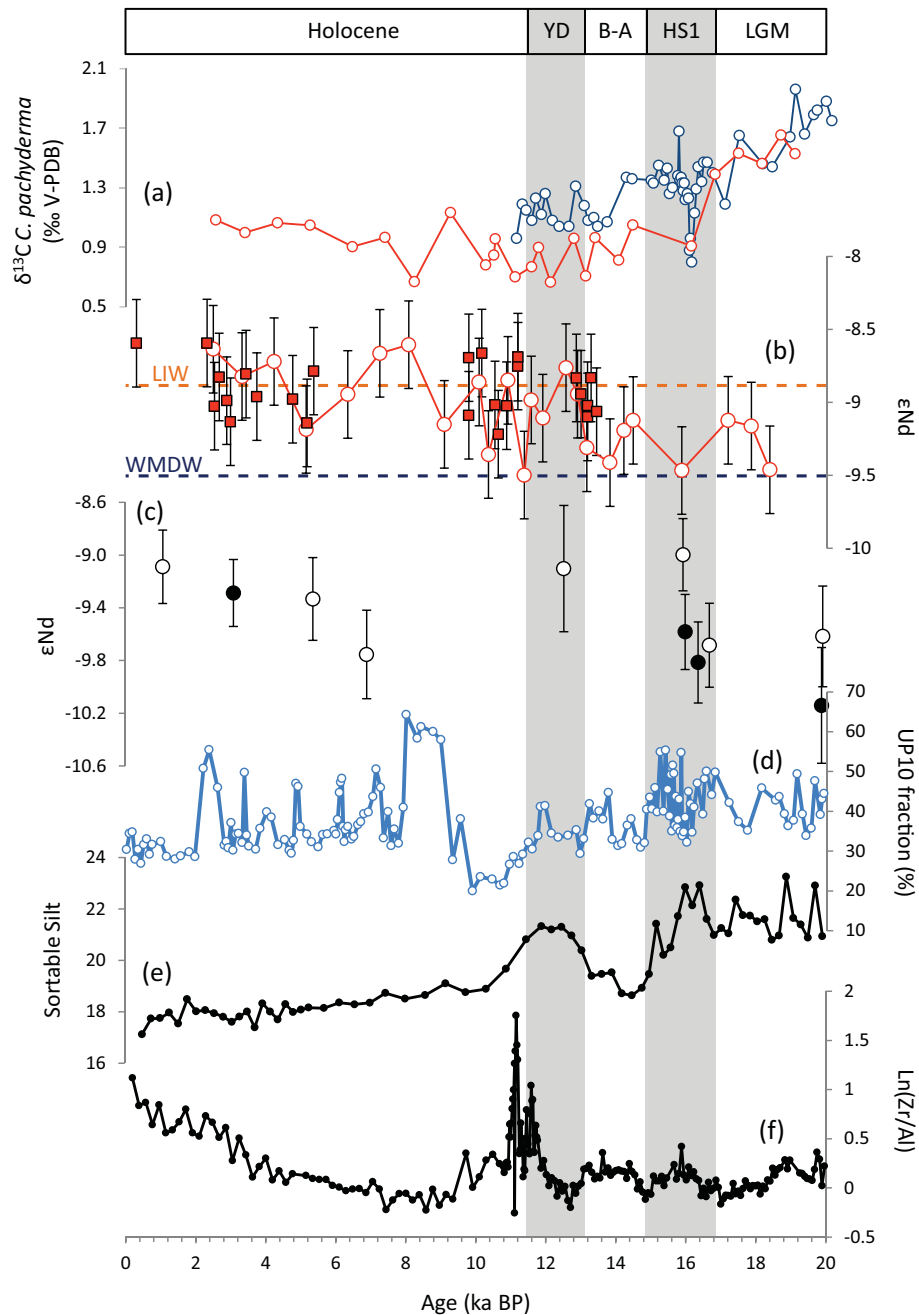 Holocene YD B-A HS1 LGM
2.1
1.7
1.3
0.9
0.5
δ13C C. pachyderma
(‰ V-PDB)
(a)
-8
-8.5
-9
-9.5
-10
εNd
(b)
LIW
WMDW
(c)
-8.6
-9.0
-9.4
-9.8
-10.2
-10.6
εNd
70
60
50
40
30
20
10
UP10 fraction (%)
(d)
24
22
20
18
16
Sortable Silt
(e)
2
1.5
1
0.5
0
-0.5
Ln(Zr/Al)
(f)
0 2 4 6 8 10 12 14 16 18 20
Age (ka BP)